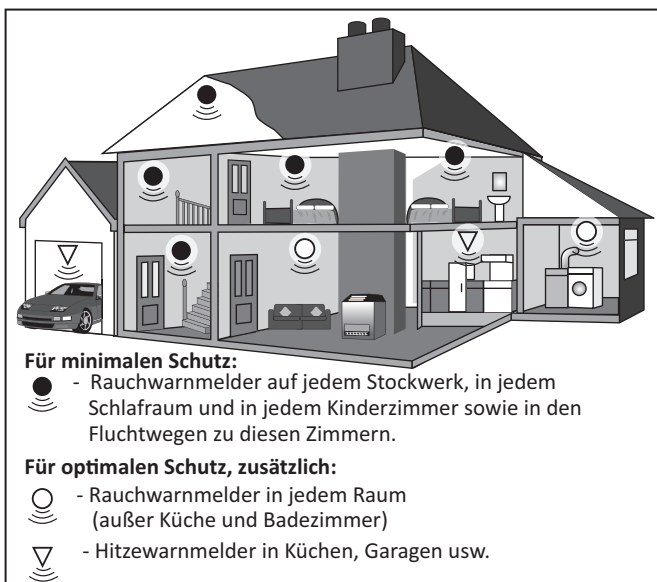 Für minimalen Schutz:
- Rauchwarnmelder auf jedem Stockwerk, in jedem
Schlafraum und in jedem Kinderzimmer sowie in den
Fluchtwegen zu diesen Zimmern.
Für optimalen Schutz, zusätzlich:
- Rauchwarnmelder in jedem Raum
(außer Küche und Badezimmer)
- Hitzewarnmelder in Küchen, Garagen usw.